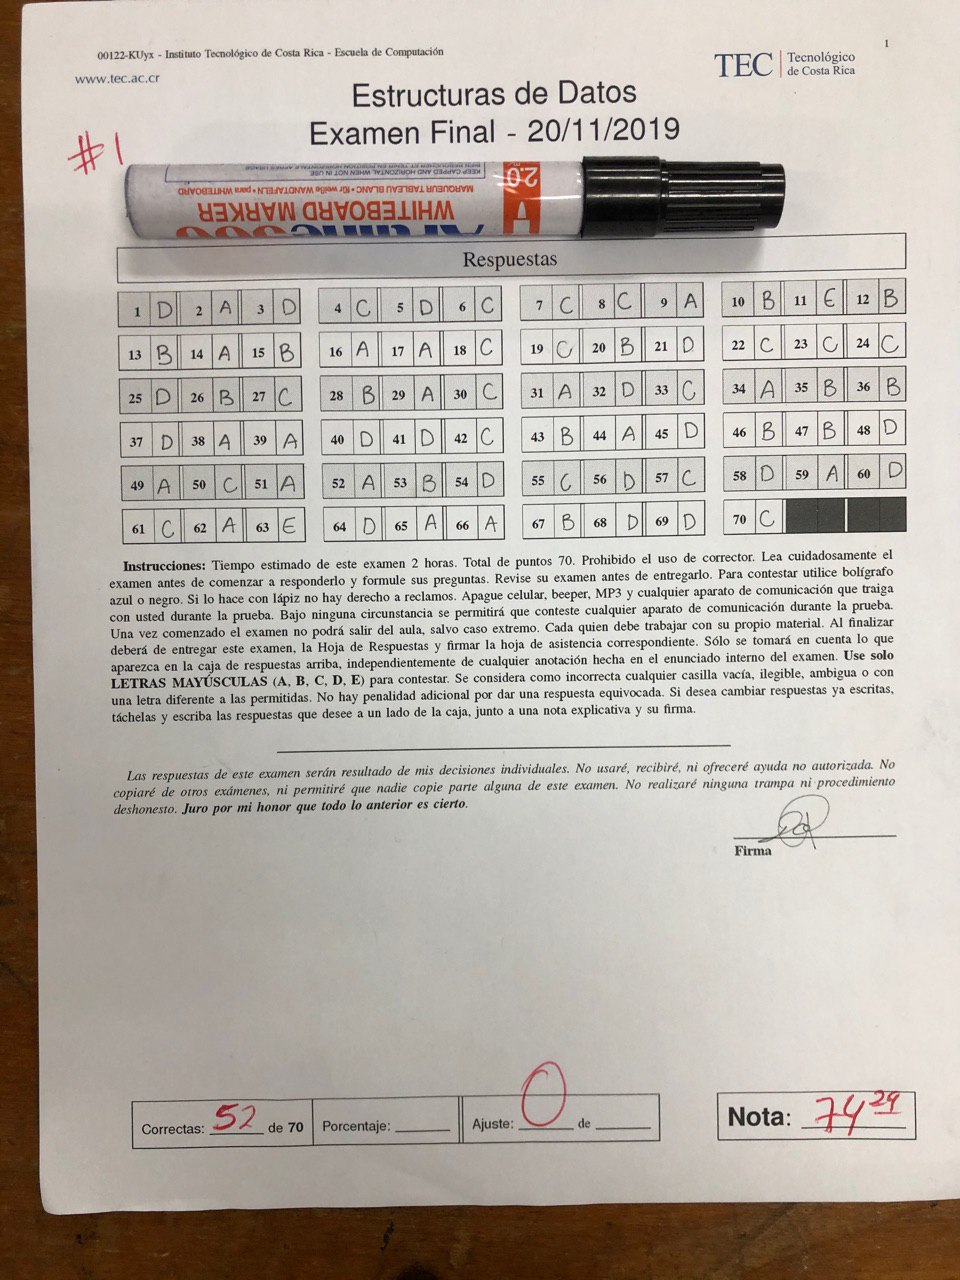 00122-KUyx - Instituto Tecnológico de Costa Rica - Escuela de Computación
1
www.tec.ac.cr
TEC | Tecnológico
de Costa Rica
Estructuras de Datos
Examen Final - 20/11/2019
#1
KEEP CAPPED AND HORIZONTAL WHEN NOT IN USE
MARQUEUR TABLEAU BLANC • für weiße WANDTAFELN • para WHITEBOARD
WHITEBOARD MARKER
2.0
Respuestas
1 D 2 A 3 D 4 C 5 D 6 C 7 C 8 C 9 A 10 B 11 E 12 B
13 B 14 A 15 B 16 A 17 A 18 C 19 C 20 B 21 D 22 C 23 C 24 C
25 D 26 B 27 C 28 B 29 A 30 C 31 A 32 D 33 C 34 A 35 B 36 B
37 D 38 A 39 A 40 D 41 D 42 C 43 B 44 A 45 D 46 B 47 B 48 D
49 A 50 C 51 A 52 A 53 B 54 D 55 C 56 D 57 C 58 D 59 A 60 D
61 C 62 A 63 E 64 D 65 A 66 A 67 B 68 D 69 D 70 C
Instrucciones: Tiempo estimado de este examen 2 horas. Total de puntos 70. Prohibido el uso de corrector. Lea cuidadosamente el
examen antes de comenzar a responderlo y formule sus preguntas. Revise su examen antes de entregarlo. Para contestar utilice bolígrafo
azul o negro. Si lo hace con lápiz no hay derecho a reclamos. Apague celular, beeper, MP3 y cualquier aparato de comunicación que traiga
con usted durante la prueba. Bajo ninguna circunstancia se permitirá que conteste cualquier aparato de comunicación durante la prueba.
Una vez comenzado el examen no podrá salir del aula, salvo caso extremo. Cada quien debe trabajar con su propio material. Al finalizar
deberá de entregar este examen, la Hoja de Respuestas y firmar la hoja de asistencia correspondiente. Sólo se tomará en cuenta lo que
aparezca en la caja de respuestas arriba, independientemente de cualquier anotación hecha en el enunciado interno del examen. Use solo
LETRAS MAYÚSCULAS (A, B, C, D, E) para contestar. Se considera como incorrecta cualquier casilla vacía, ilegible, ambigua o con
una letra diferente a las permitidas. No hay penalidad adicional por dar una respuesta equivocada. Si desea cambiar respuestas ya escritas,
táchelas y escriba las respuestas que desee a un lado de la caja, junto a una nota explicativa y su firma.
Las respuestas de este examen serán resultado de mis decisiones individuales. No usaré, recibiré, ni ofreceré ayuda no autorizada. No
copiaré de otros exámenes, ni permitiré que nadie copie parte alguna de este examen. No realizaré ninguna trampa ni procedimiento
deshonesto. Juro por mi honor que todo lo anterior es cierto.
Firma
Correctas: 52 de 70 Porcentaje: Ajuste: 0 de
Nota: 74 29